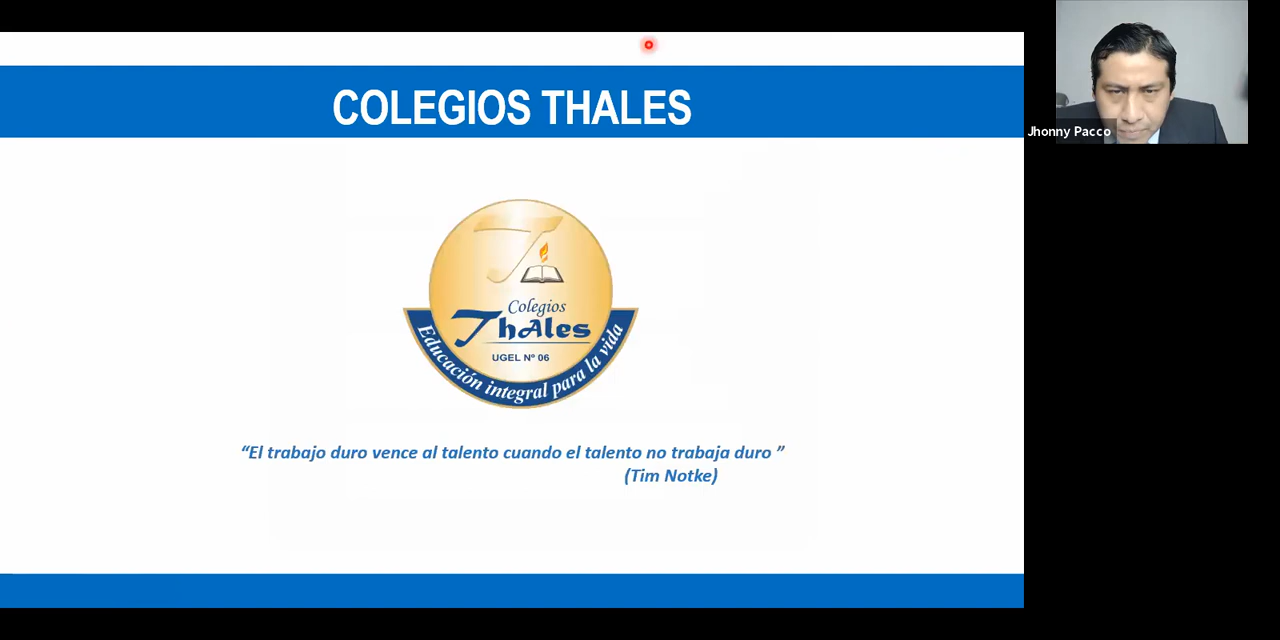 COLEGIOS THALES
Jhonny Pacco
Colegios
Thales
UGEL Nº 06
Educación integral para la vida
“El trabajo duro vence al talento cuando el talento no trabaja duro ”
(Tim Notke)